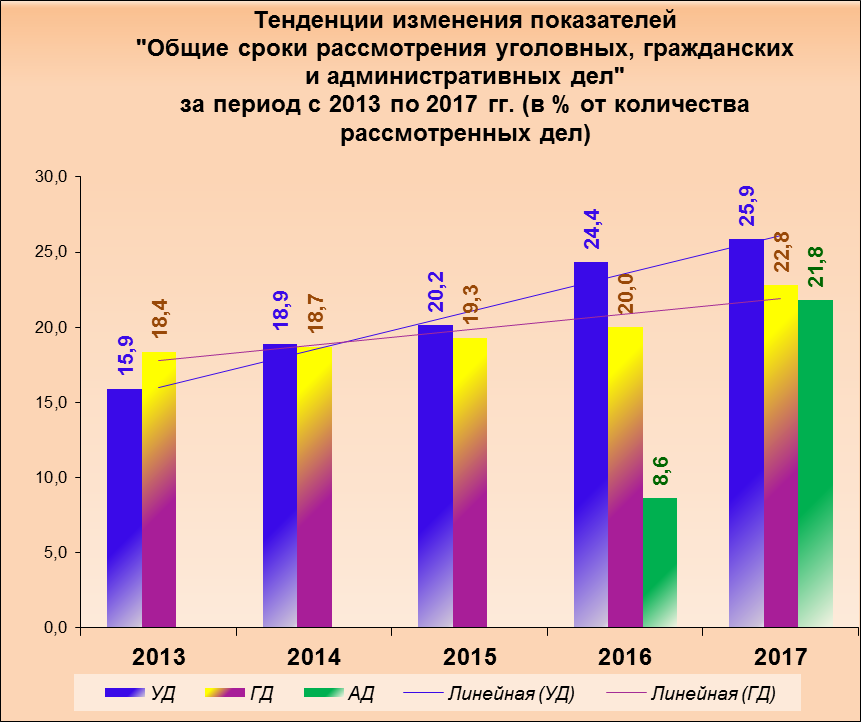 Тенденции изменения показателей
"Общие сроки рассмотрения уголовных, гражданских
и административных дел"
за период с 2013 по 2017 гг. (в % от количества
рассмотренных дел)
30,0
25,0
20,0
15,0
10,0
5,0
0,0
15,9
18,4
18,9
18,7
20,2
19,3
24,4
20,0
8,6
25,9
22,8
21,8
2013 2014 2015 2016 2017
УД ГД АД Линейная (УД) Линейная (ГД)